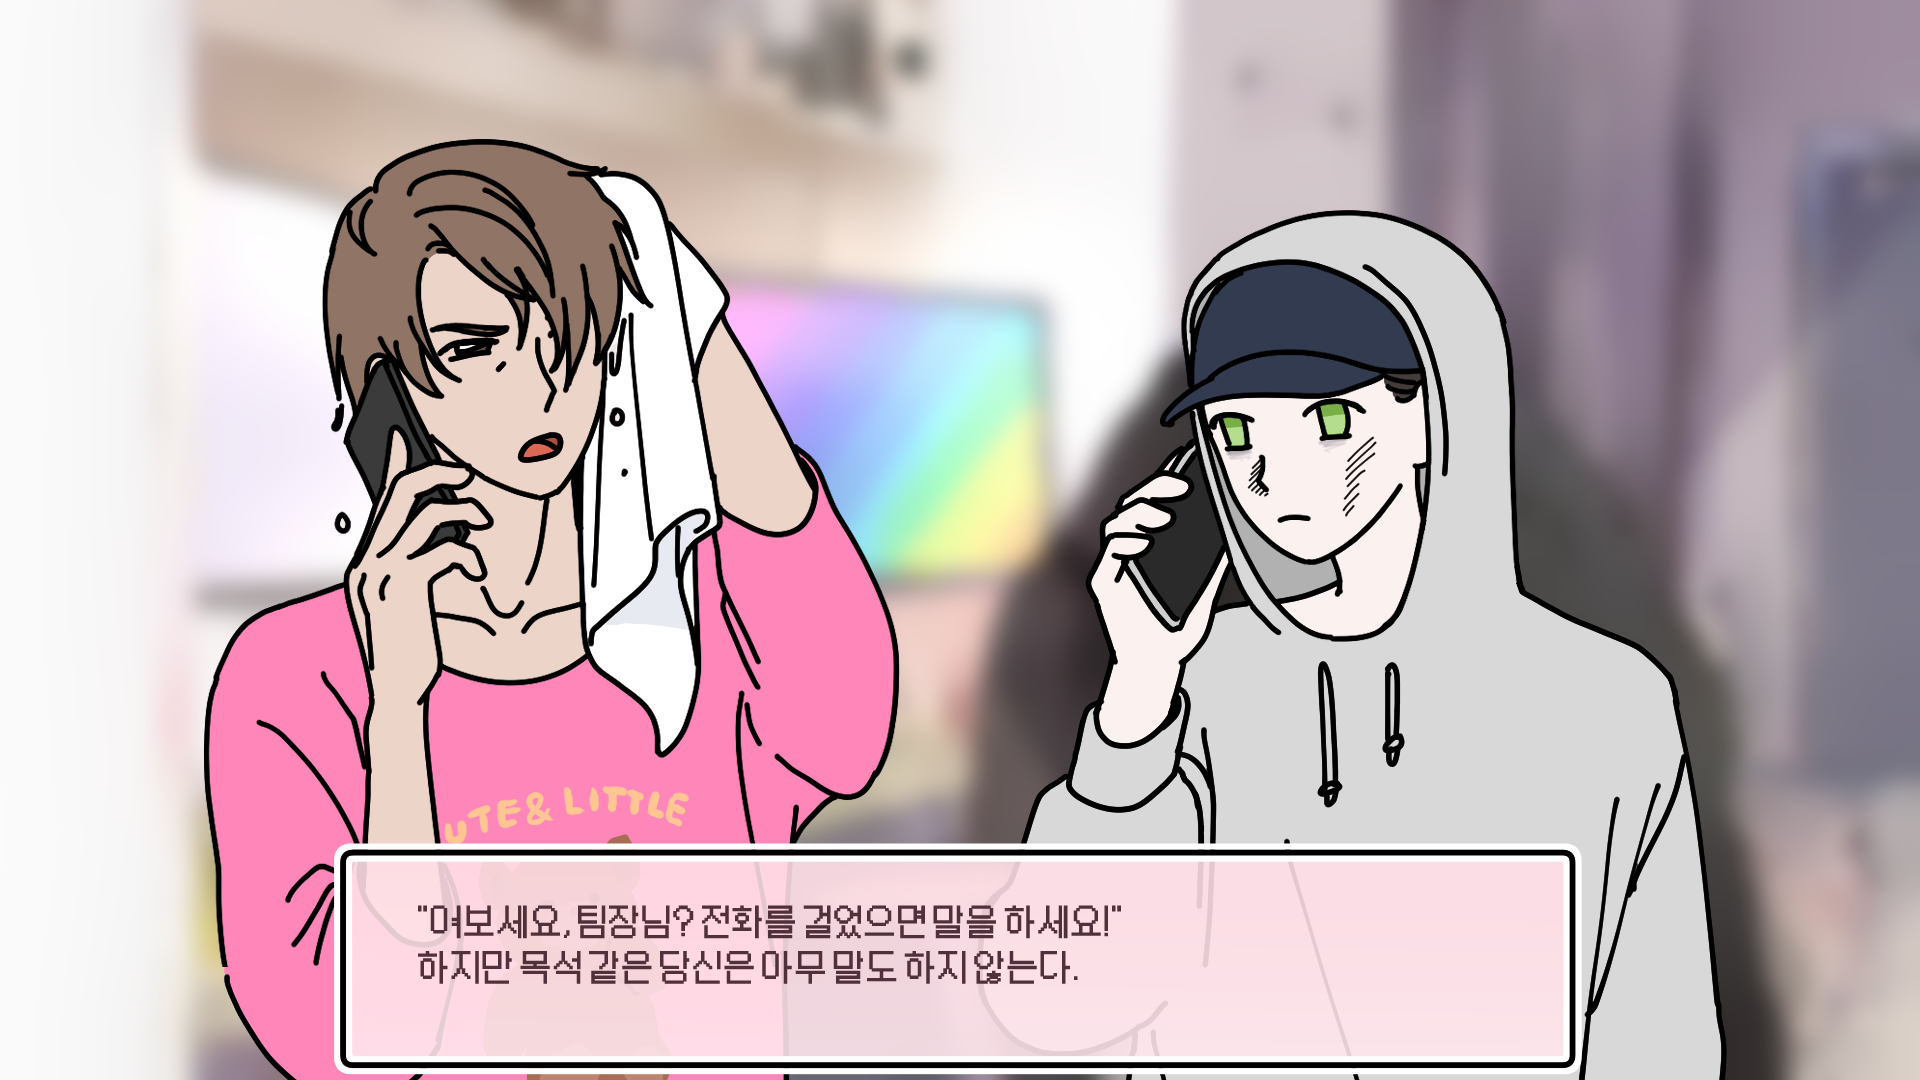 UTE & LITTLE
"여보세요, 팀장님? 전화를 걸었으면 말을 하세요!"
하지만 목석 같은 당신은 아무 말도 하지 않는다.